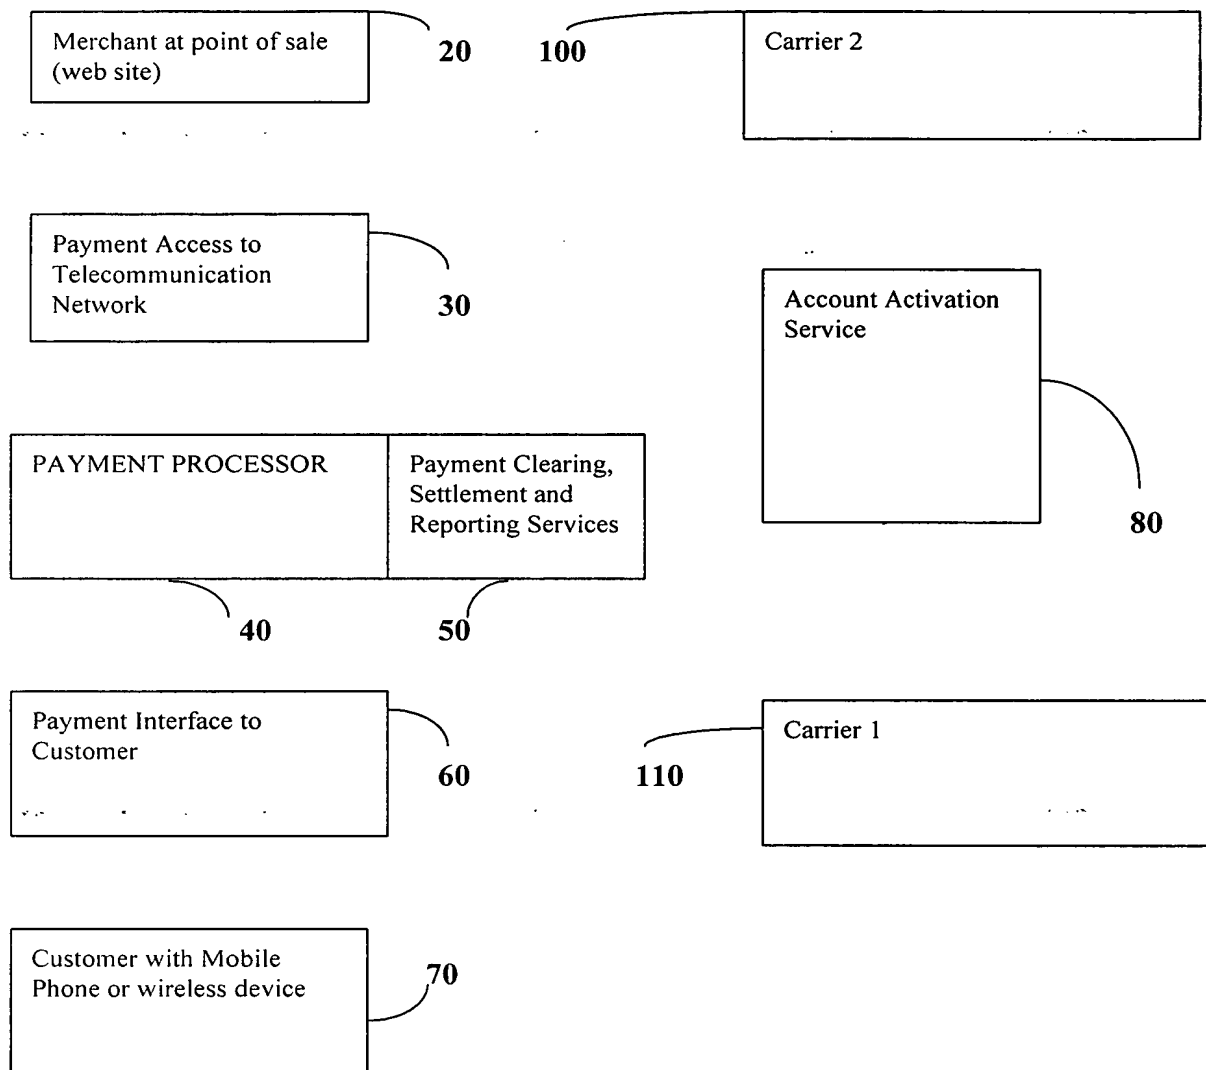 Merchant at point of sale
(web site)
20
100
Carrier 2
Payment Access to
Telecommunication
Network
30
Account Activation
Service
80
PAYMENT PROCESSOR
Payment Clearing,
Settlement and
Reporting Services
40
50
Payment Interface to
Customer
60
110
Carrier 1
Customer with Mobile
Phone or wireless device
70